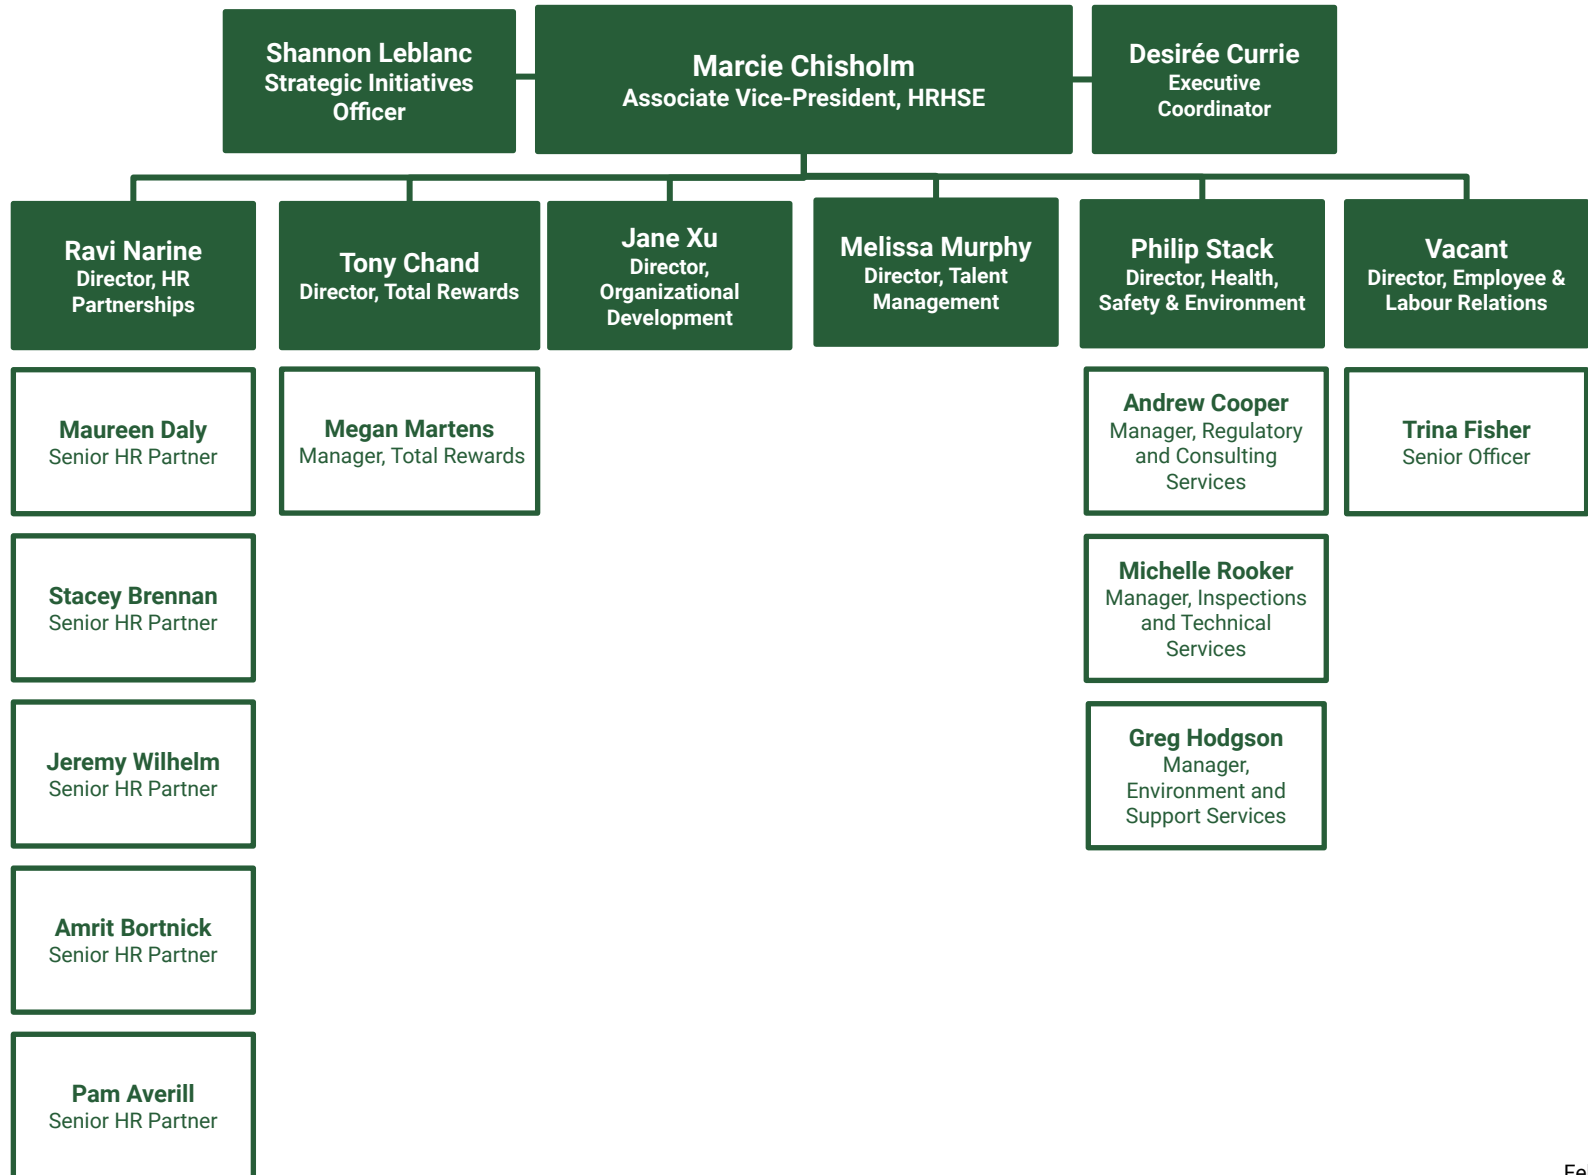 Shannon Leblanc
Strategic Initiatives
Officer
Marcie Chisholm
Associate Vice-President, HRHSE
Desirée Currie
Executive
Coordinator
Ravi Narine
Director, HR
Partnerships
Tony Chand
Director, Total Rewards
Jane Xu
Director,
Organizational
Development
Melissa Murphy
Director, Talent
Management
Philip Stack
Director, Health,
Safety & Environment
Vacant
Director, Employee &
Labour Relations
Maureen Daly
Senior HR Partner
Megan Martens
Manager, Total Rewards
Andrew Cooper
Manager, Regulatory
and Consulting
Services
Trina Fisher
Senior Officer
Stacey Brennan
Senior HR Partner
Michelle Rooker
Manager, Inspections
and Technical
Services
Jeremy Wilhelm
Senior HR Partner
Greg Hodgson
Manager,
Environment and
Support Services
Amrit Bortnick
Senior HR Partner
Pam Averill
Senior HR Partner